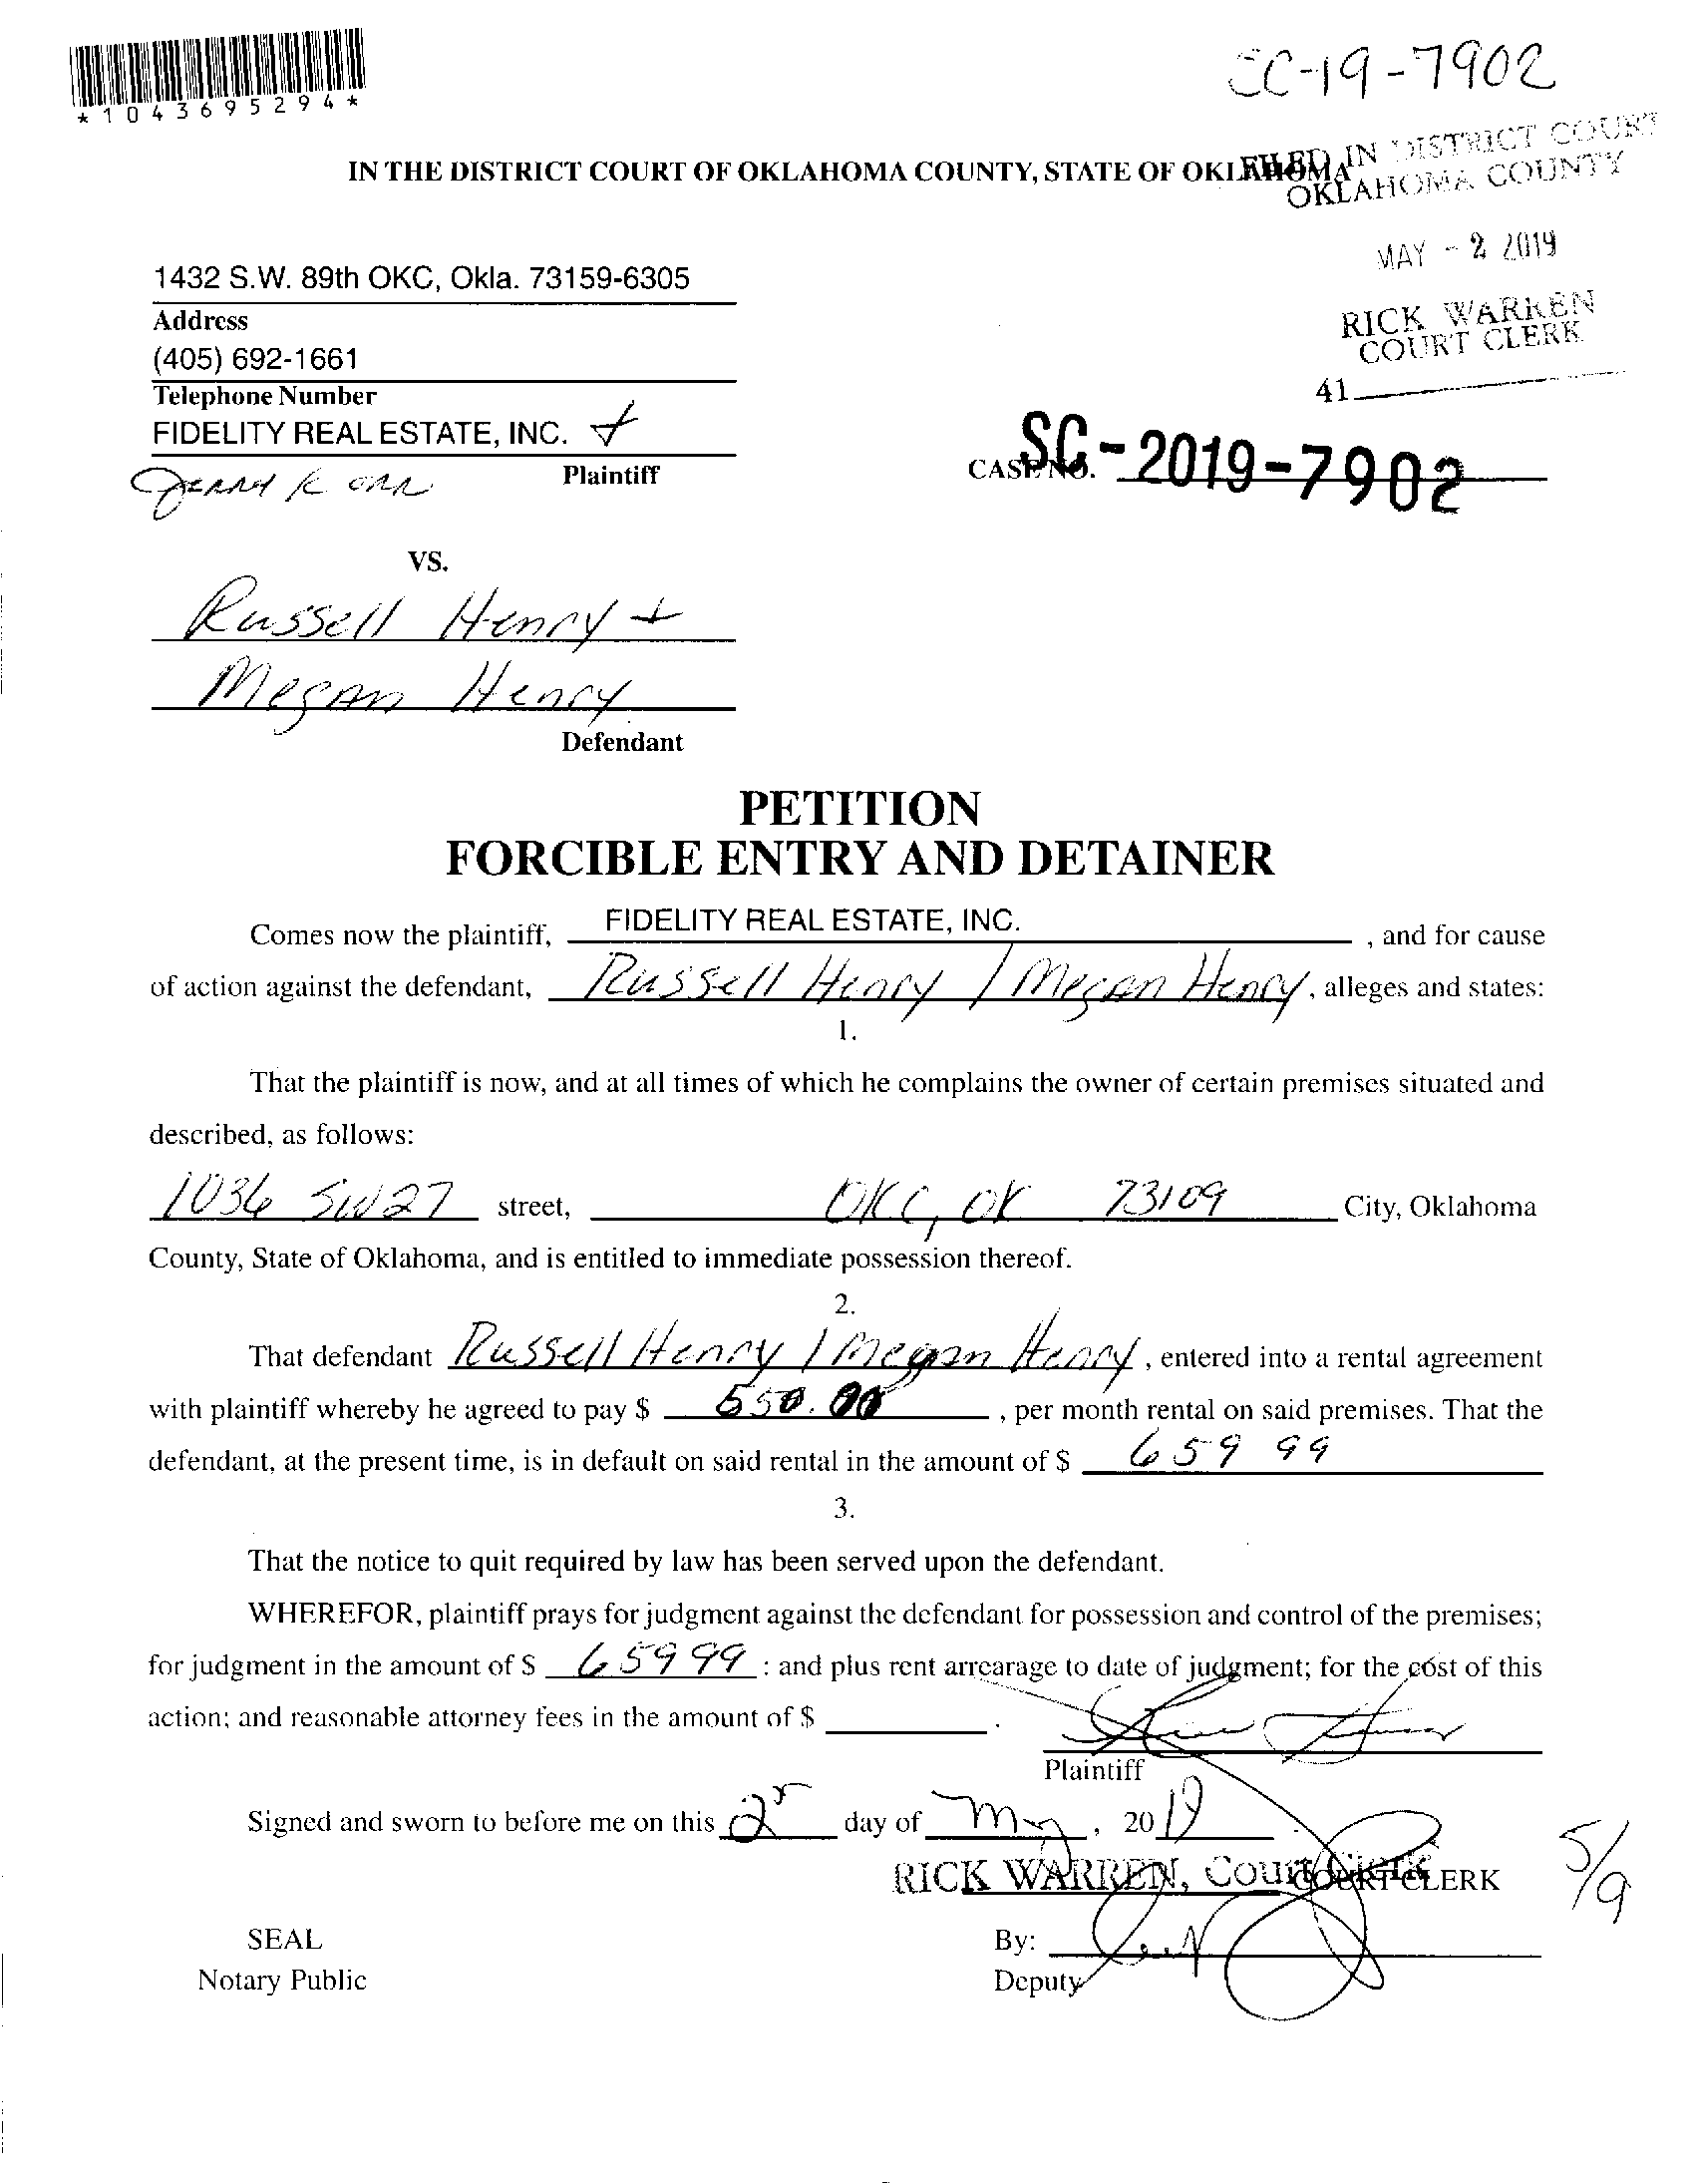 *1043695294*
SC-19-7902
IN THE DISTRICT COURT OF OKLAHOMA COUNTY, STATE OF OKLAHOMA
FILED IN DISTRICT COURT
OKLAHOMA COUNTY
MAY - 2 2019
RICK WARREN
COURT CLERK
41
1432 S.W. 89th OKC, Okla. 73159-6305
Address
(405) 692-1661
Telephone Number
FIDELITY REAL ESTATE, INC. +
Jerry R Orr Plaintiff
CASE NO. SC-2019-7902
VS.
Russell Henry +
Megan Henry
Defendant
PETITION
FORCIBLE ENTRY AND DETAINER
Comes now the plaintiff, FIDELITY REAL ESTATE, INC. , and for cause
of action against the defendant, Russell Henry / Megan Henry , alleges and states:
1.
That the plaintiff is now, and at all times of which he complains the owner of certain premises situated and
described, as follows:
1036 SW 27 street, OKC, OK 73109 City, Oklahoma
County, State of Oklahoma, and is entitled to immediate possession thereof.
2.
That defendant Russell Henry / Megan Henry , entered into a rental agreement
with plaintiff whereby he agreed to pay $ 550.00 , per month rental on said premises. That the
defendant, at the present time, is in default on said rental in the amount of $ 659 99
3.
That the notice to quit required by law has been served upon the defendant.
WHEREFOR, plaintiff prays for judgment against the defendant for possession and control of the premises;
for judgment in the amount of $ 659 99 : and plus rent arrearage to date of judgment; for the cost of this
action; and reasonable attorney fees in the amount of $ .
Plaintiff
Signed and sworn to before me on this 2 day of May , 20 19
RICK WARREN, Court Clerk COURT CLERK
5/9
SEAL By:
Notary Public Deputy